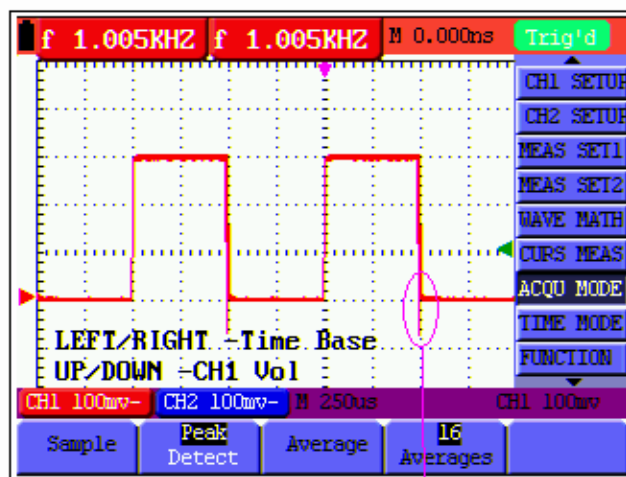 f 1.005KHZ f 1.005KHZ M 0.000ns Trig'd
CH1 SETUP
CH2 SETUP
MEAS SET1
MEAS SET2
WAVE MATH
CURS MEAS
ACQU MODE
TIME MODE
FUNCTION
LEFT/RIGHT -Time Base
UP/DOWN -CH1 Vol
CH1 100mv- CH2 100mv- M 250us CH1 100mv
Sample Peak Detect Average 16 Averages